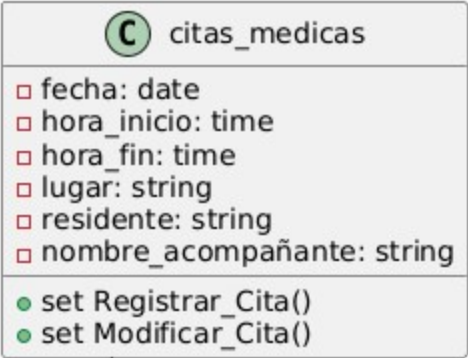 C citas_medicas
fecha: date
hora_inicio: time
hora_fin: time
lugar: string
residente: string
nombre_acompañante: string
set Registrar_Cita()
set Modificar_Cita()